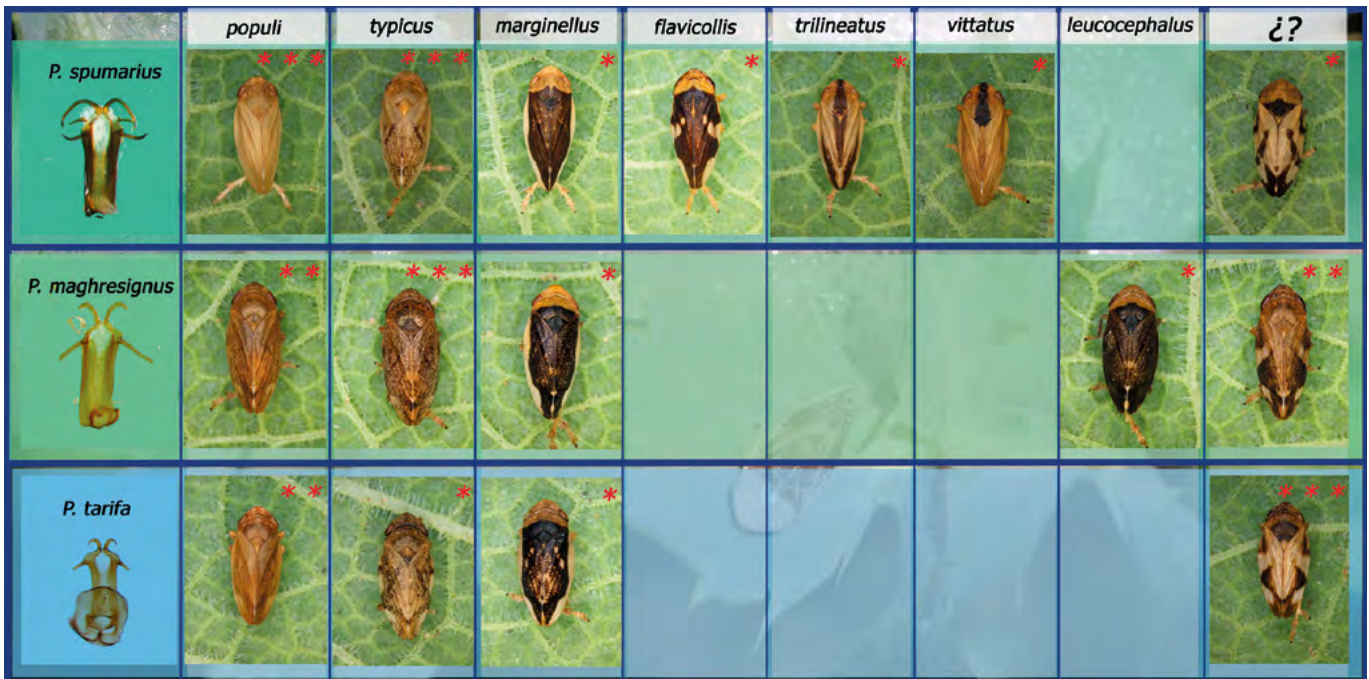 populi typicus marginellus flavicollis trilineatus vittatus leucocephalus ¿?
P. spumarius * * * * * * * * * * *
P. maghresignus * * * * * * * * *
P. tarifa * * * * * * *